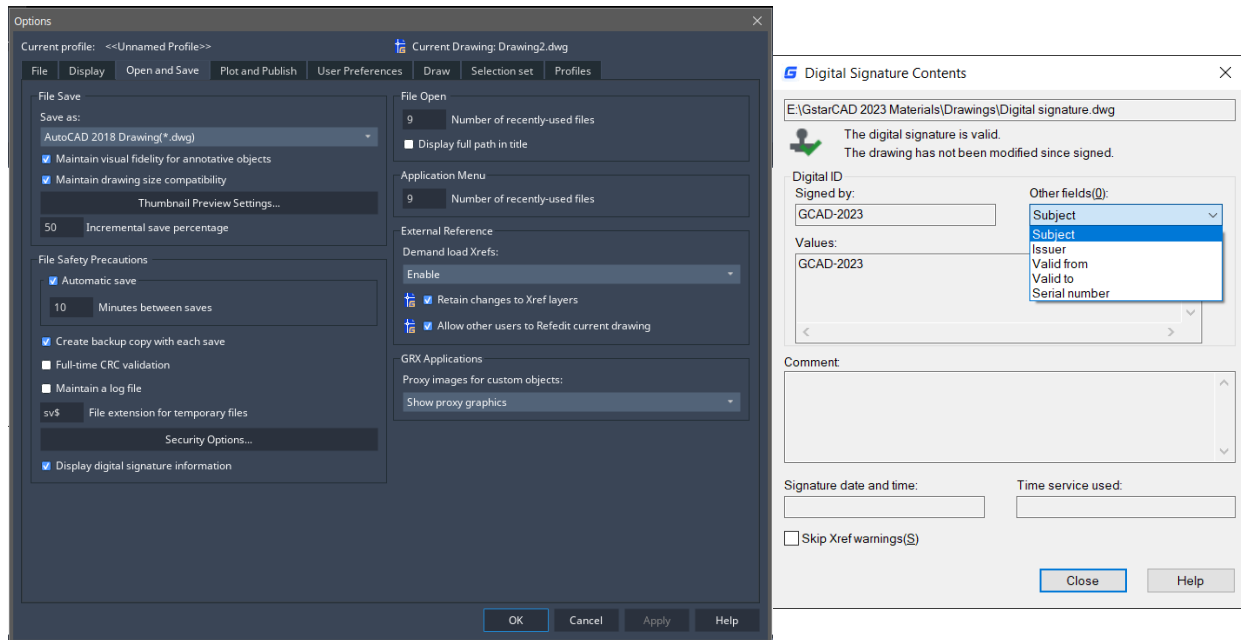 Options
Current profile: <<Unnamed Profile>>
Current Drawing: Drawing2.dwg
File
Display
Open and Save
Plot and Publish
User Preferences
Draw
Selection set
Profiles
File Save
Save as:
AutoCAD 2018 Drawing(*.dwg)
Maintain visual fidelity for annotative objects
Maintain drawing size compatibility
Thumbnail Preview Settings...
50 Incremental save percentage
File Safety Precautions
Automatic save
10 Minutes between saves
Create backup copy with each save
Full-time CRC validation
Maintain a log file
sv$ File extension for temporary files
Security Options...
Display digital signature information
File Open
9 Number of recently-used files
Display full path in title
Application Menu
9 Number of recently-used files
External Reference
Demand load Xrefs:
Enable
Retain changes to Xref layers
Allow other users to Refedit current drawing
GRX Applications
Proxy images for custom objects:
Show proxy graphics
OK
Cancel
Apply
Help
Digital Signature Contents
E:\GstarCAD 2023 Materials\Drawings\Digital signature.dwg
The digital signature is valid.
The drawing has not been modified since signed.
Digital ID
Signed by:
GCAD-2023
Other fields(0):
Subject
Subject
Issuer
Valid from
Valid to
Serial number
Values:
GCAD-2023
Comment:
Signature date and time:
Time service used:
Skip Xref warnings(S)
Close
Help